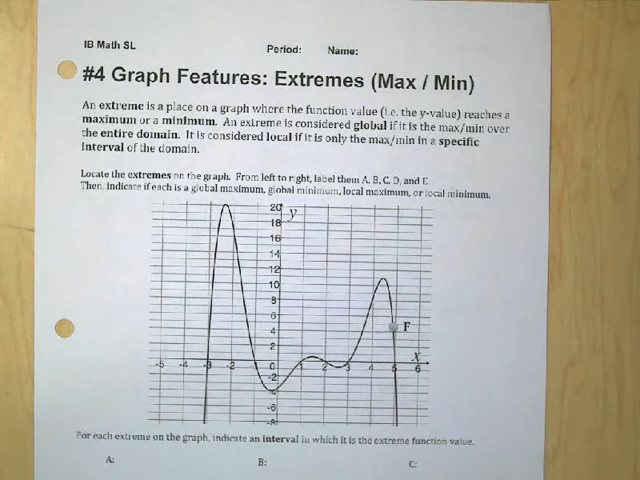 IB Math SL Period: Name:
#4 Graph Features: Extremes (Max / Min)
An extreme is a place on a graph where the function value (i.e. the y-value) reaches a
maximum or a minimum. An extreme is considered global if it is the max/min over
the entire domain. It is considered local if it is only the max/min in a specific
interval of the domain.
Locate the extremes on the graph. From left to right, label them A, B, C, D, and E.
Then, indicate if each is a global maximum, global minimum, local maximum, or local minimum.
20 y
18
16
14
12
10
8
6
4 F
2
-5 -4 -3 -2 0 1 2 3 4 5 6 x
-2
-4
-6
-8
For each extreme on the graph, indicate an interval in which it is the extreme function value.
A: B: C: